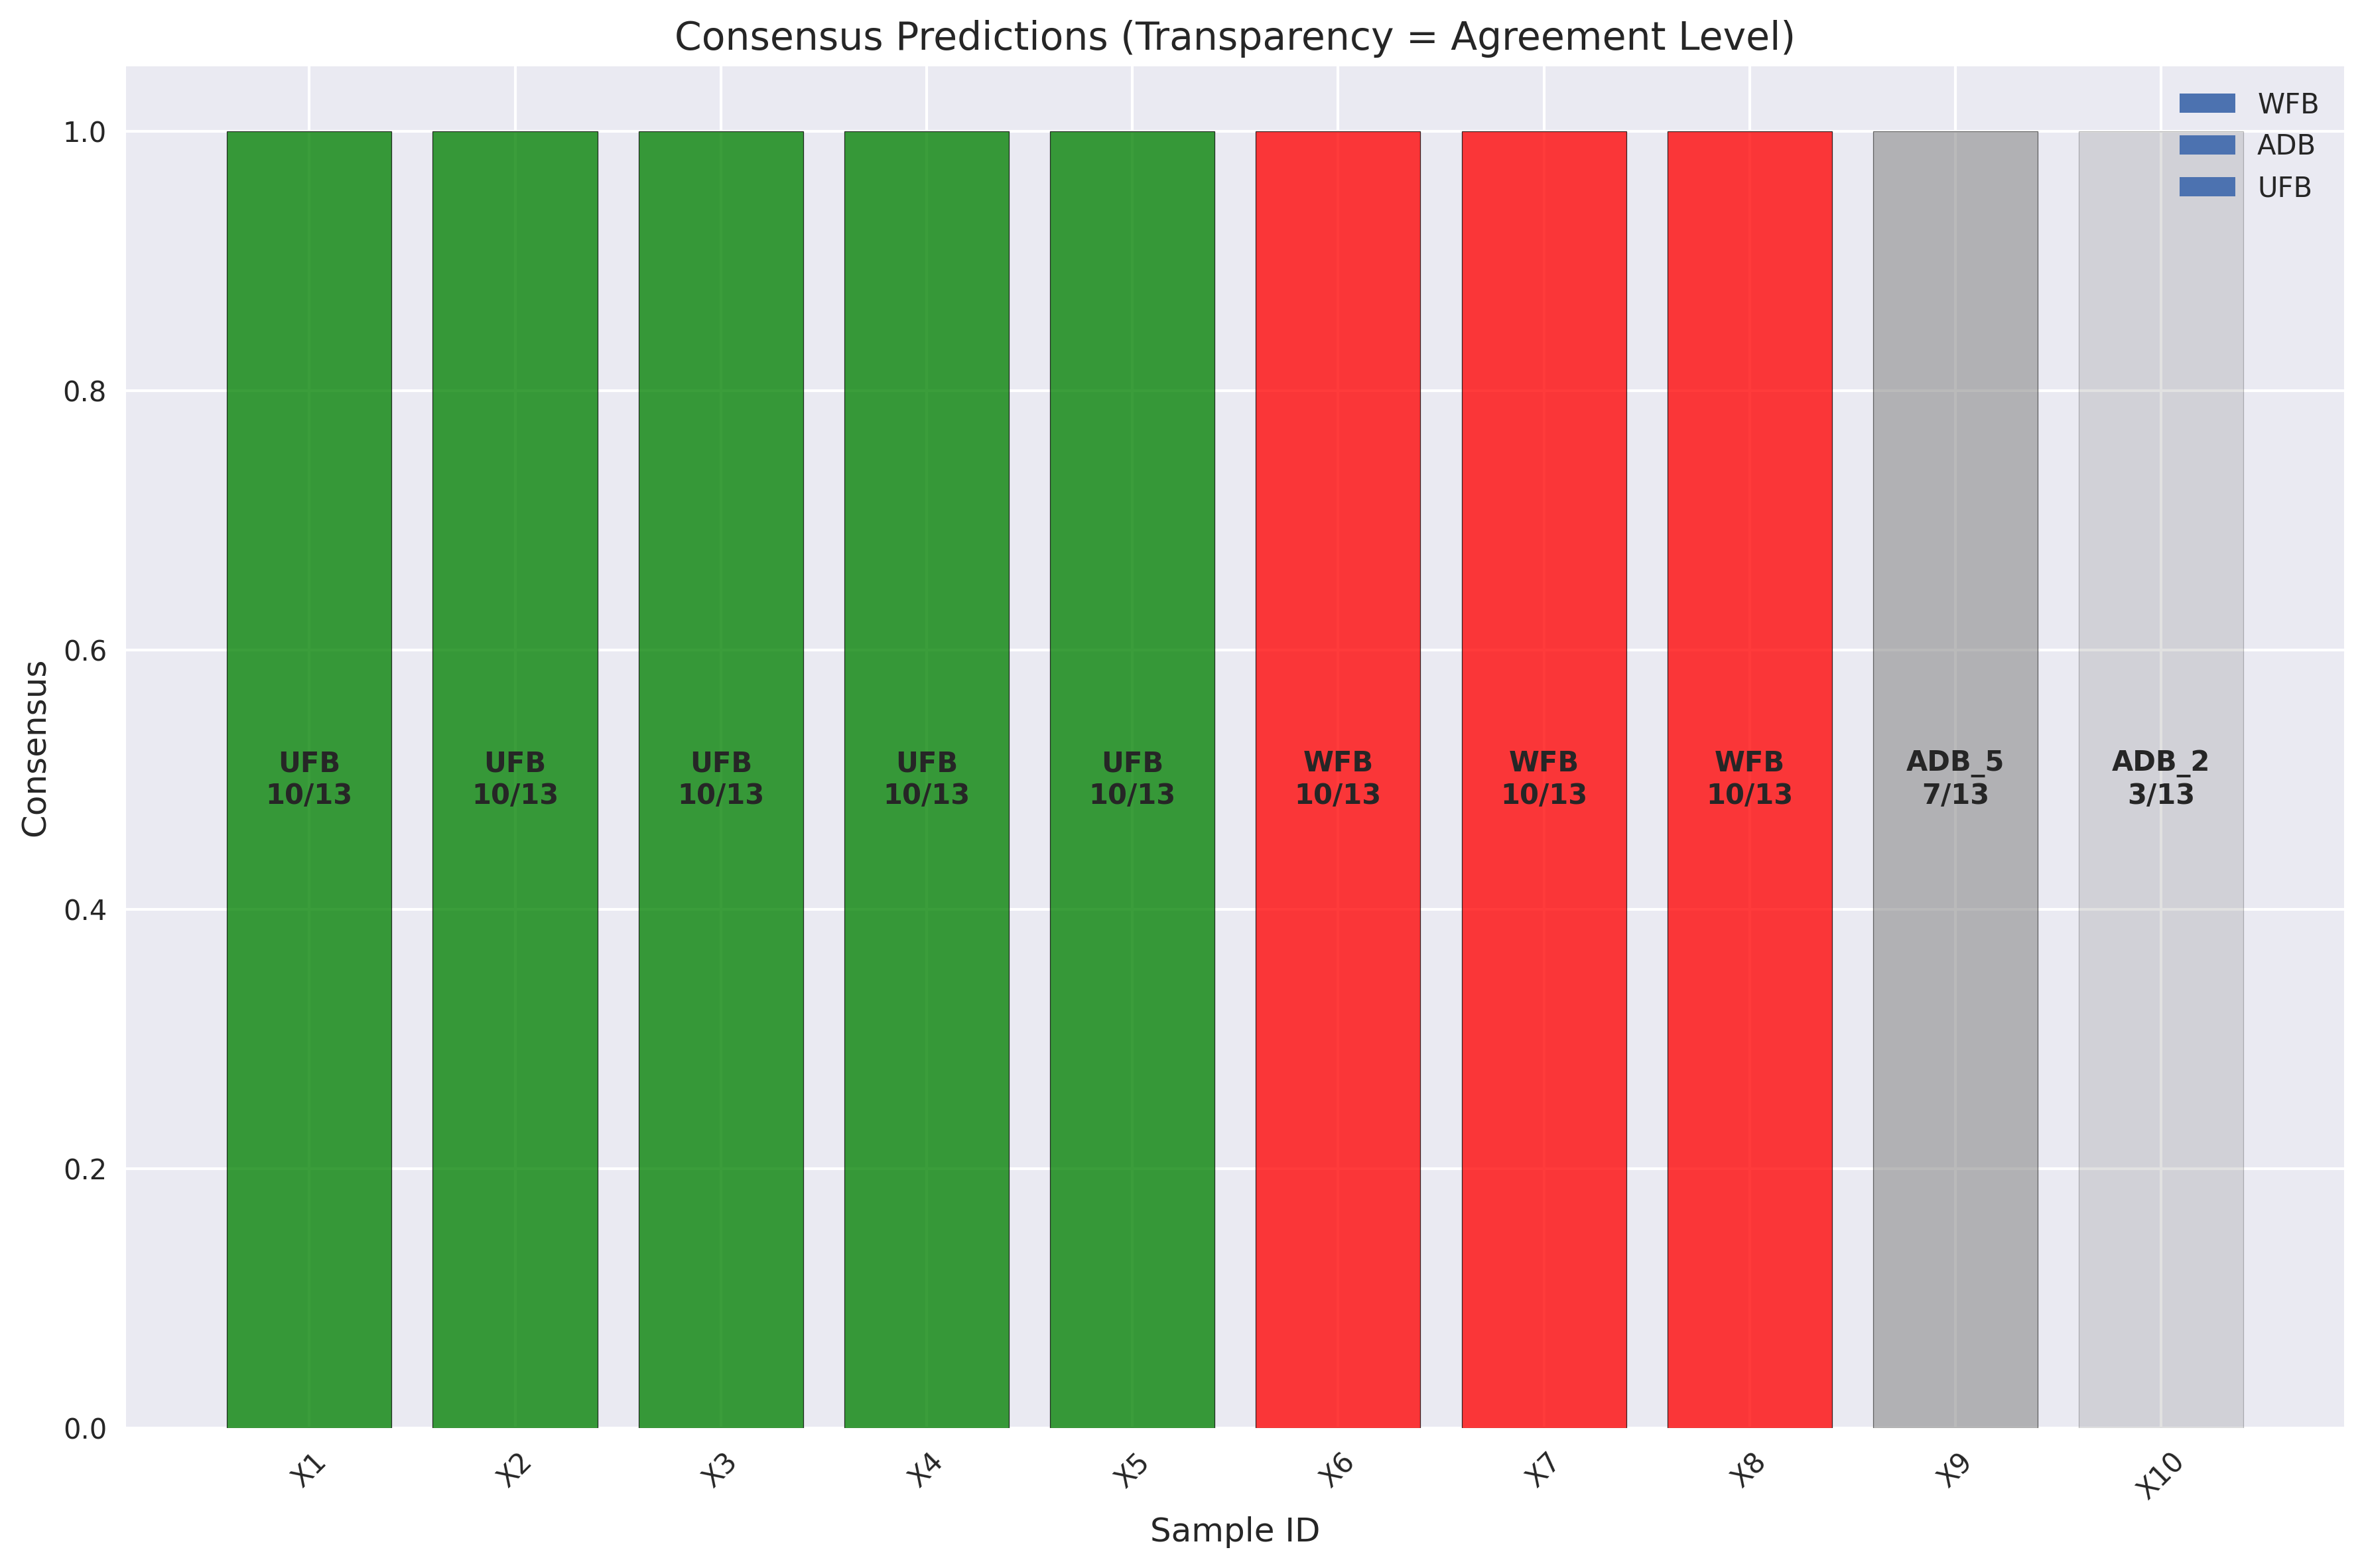 Consensus Predictions (Transparency = Agreement Level)
WFB
ADB
UFB
Consensus
1.0
0.8
0.6
0.4
0.2
0.0
UFB
10/13
UFB
10/13
UFB
10/13
UFB
10/13
UFB
10/13
WFB
10/13
WFB
10/13
WFB
10/13
ADB_5
7/13
ADB_2
3/13
X1
X2
X3
X4
X5
X6
X7
X8
X9
X10
Sample ID